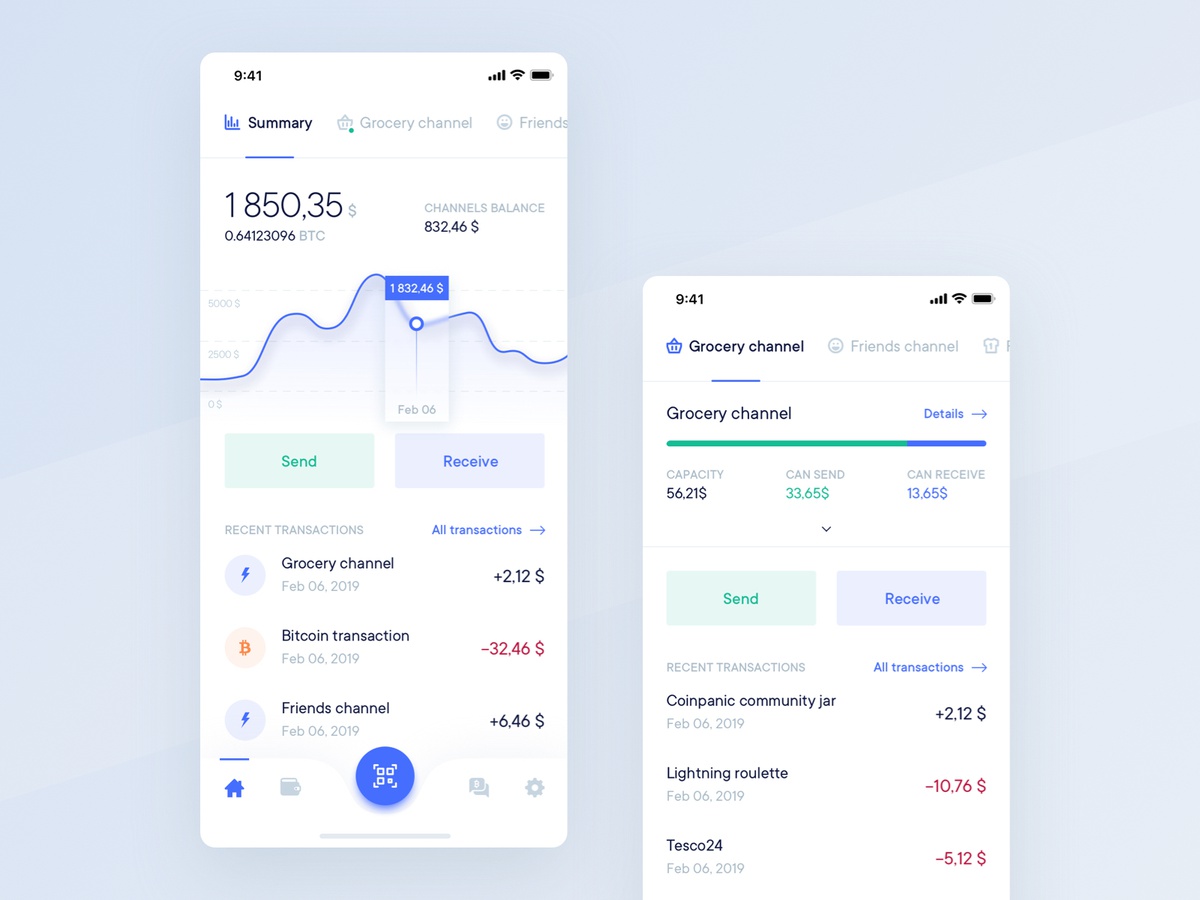 9:41
Summary
Grocery channel
Friends
1 850,35 $
0.64123096 BTC
CHANNELS BALANCE
832,46 $
5000 $
2500 $
0 $
1 832,46 $
Feb 06
Send
Receive
RECENT TRANSACTIONS
All transactions
Grocery channel
Feb 06, 2019
+2,12 $
Bitcoin transaction
Feb 06, 2019
−32,46 $
Friends channel
Feb 06, 2019
+6,46 $
9:41
Grocery channel
Friends channel
Grocery channel
Details
CAPACITY
56,21$
CAN SEND
33,65$
CAN RECEIVE
13,65$
Send
Receive
RECENT TRANSACTIONS
All transactions
Coinpanic community jar
Feb 06, 2019
+2,12 $
Lightning roulette
Feb 06, 2019
−10,76 $
Tesco24
Feb 06, 2019
−5,12 $